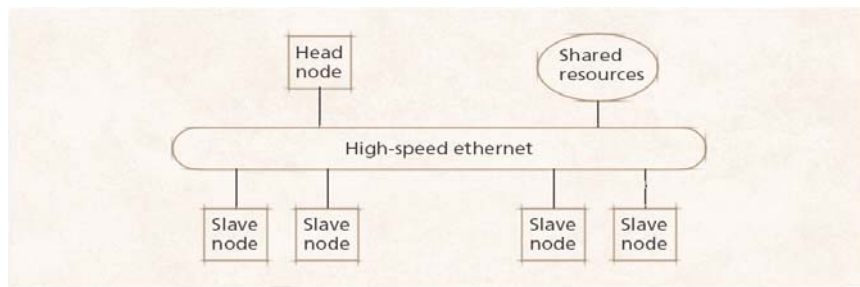 Head
node
Shared
resources
High-speed ethernet
Slave
node
Slave
node
Slave
node
Slave
node